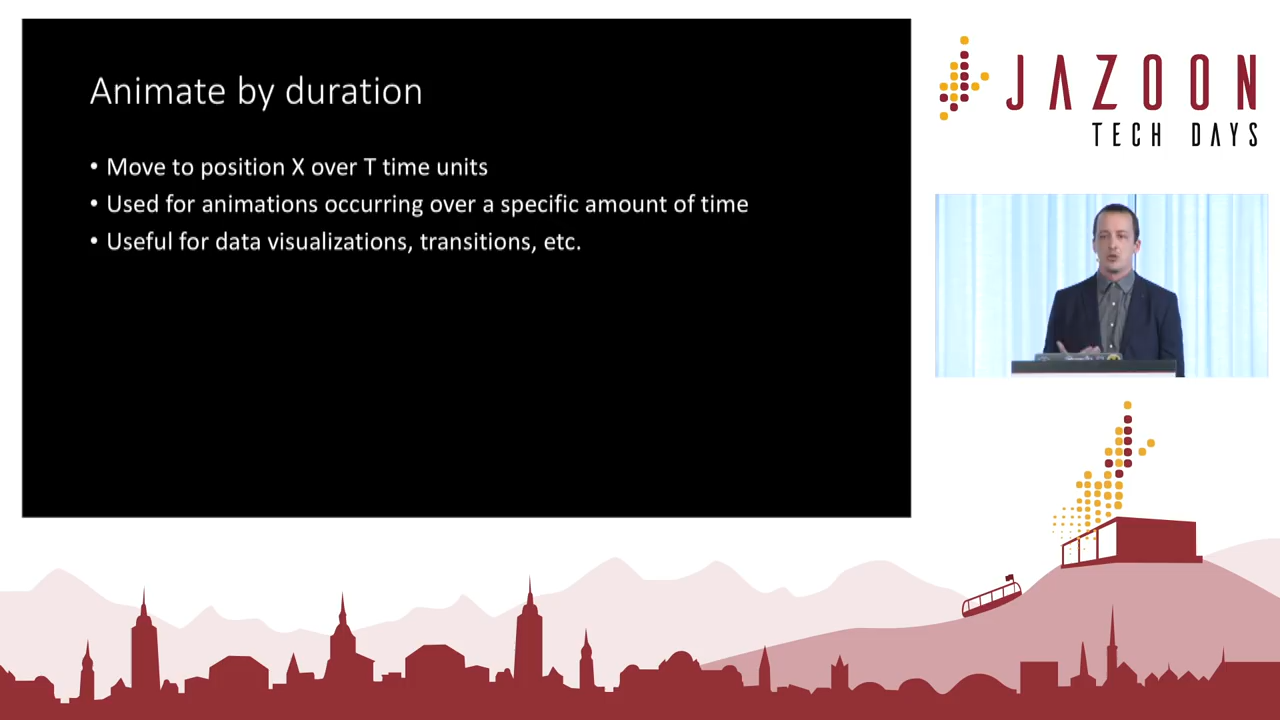 Animate by duration
• Move to position X over T time units
• Used for animations occurring over a specific amount of time
• Useful for data visualizations, transitions, etc.
JAZOON
TECH DAYS